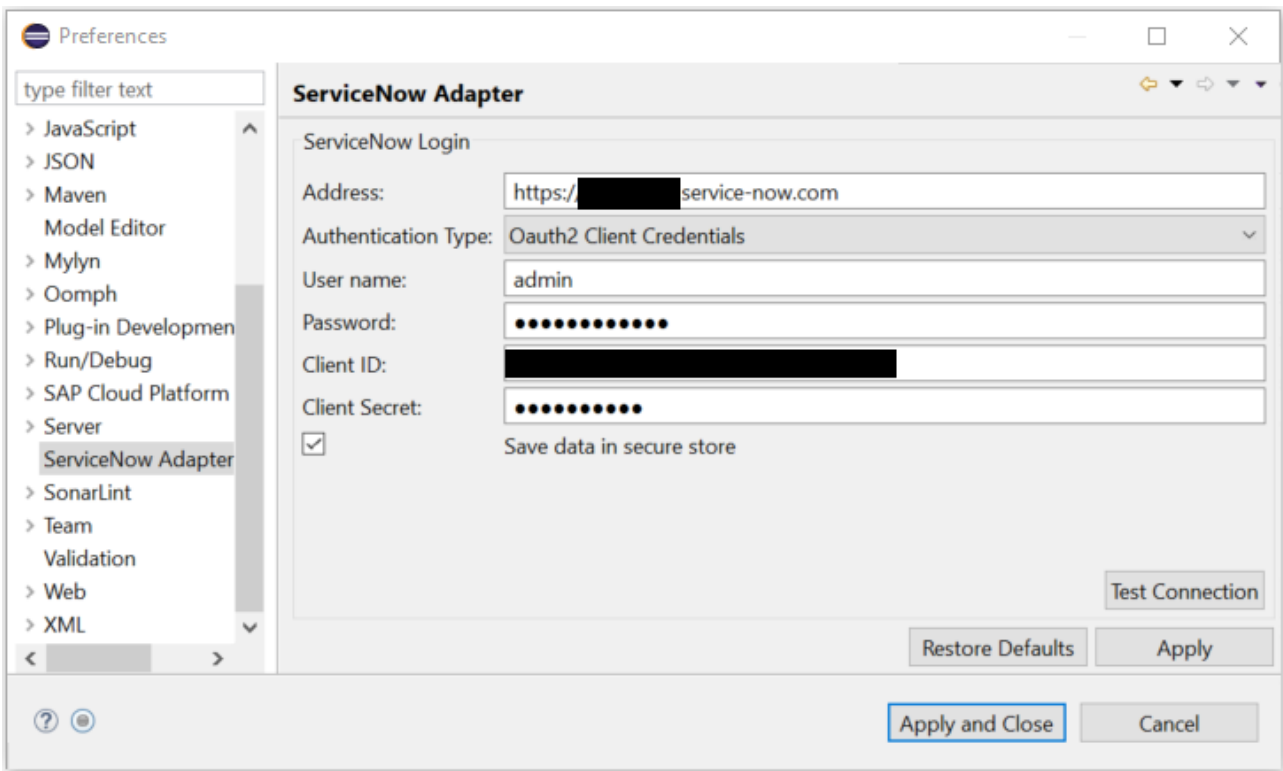 Preferences
type filter text
JavaScript
JSON
Maven
Model Editor
Mylyn
Oomph
Plug-in Developmen
Run/Debug
SAP Cloud Platform
Server
ServiceNow Adapter
SonarLint
Team
Validation
Web
XML
ServiceNow Adapter
ServiceNow Login
Address: https:// service-now.com
Authentication Type: Oauth2 Client Credentials
User name: admin
Password: ●●●●●●●●●●●●
Client ID:
Client Secret: ●●●●●●●●●●
Save data in secure store
Test Connection
Restore Defaults Apply
Apply and Close Cancel